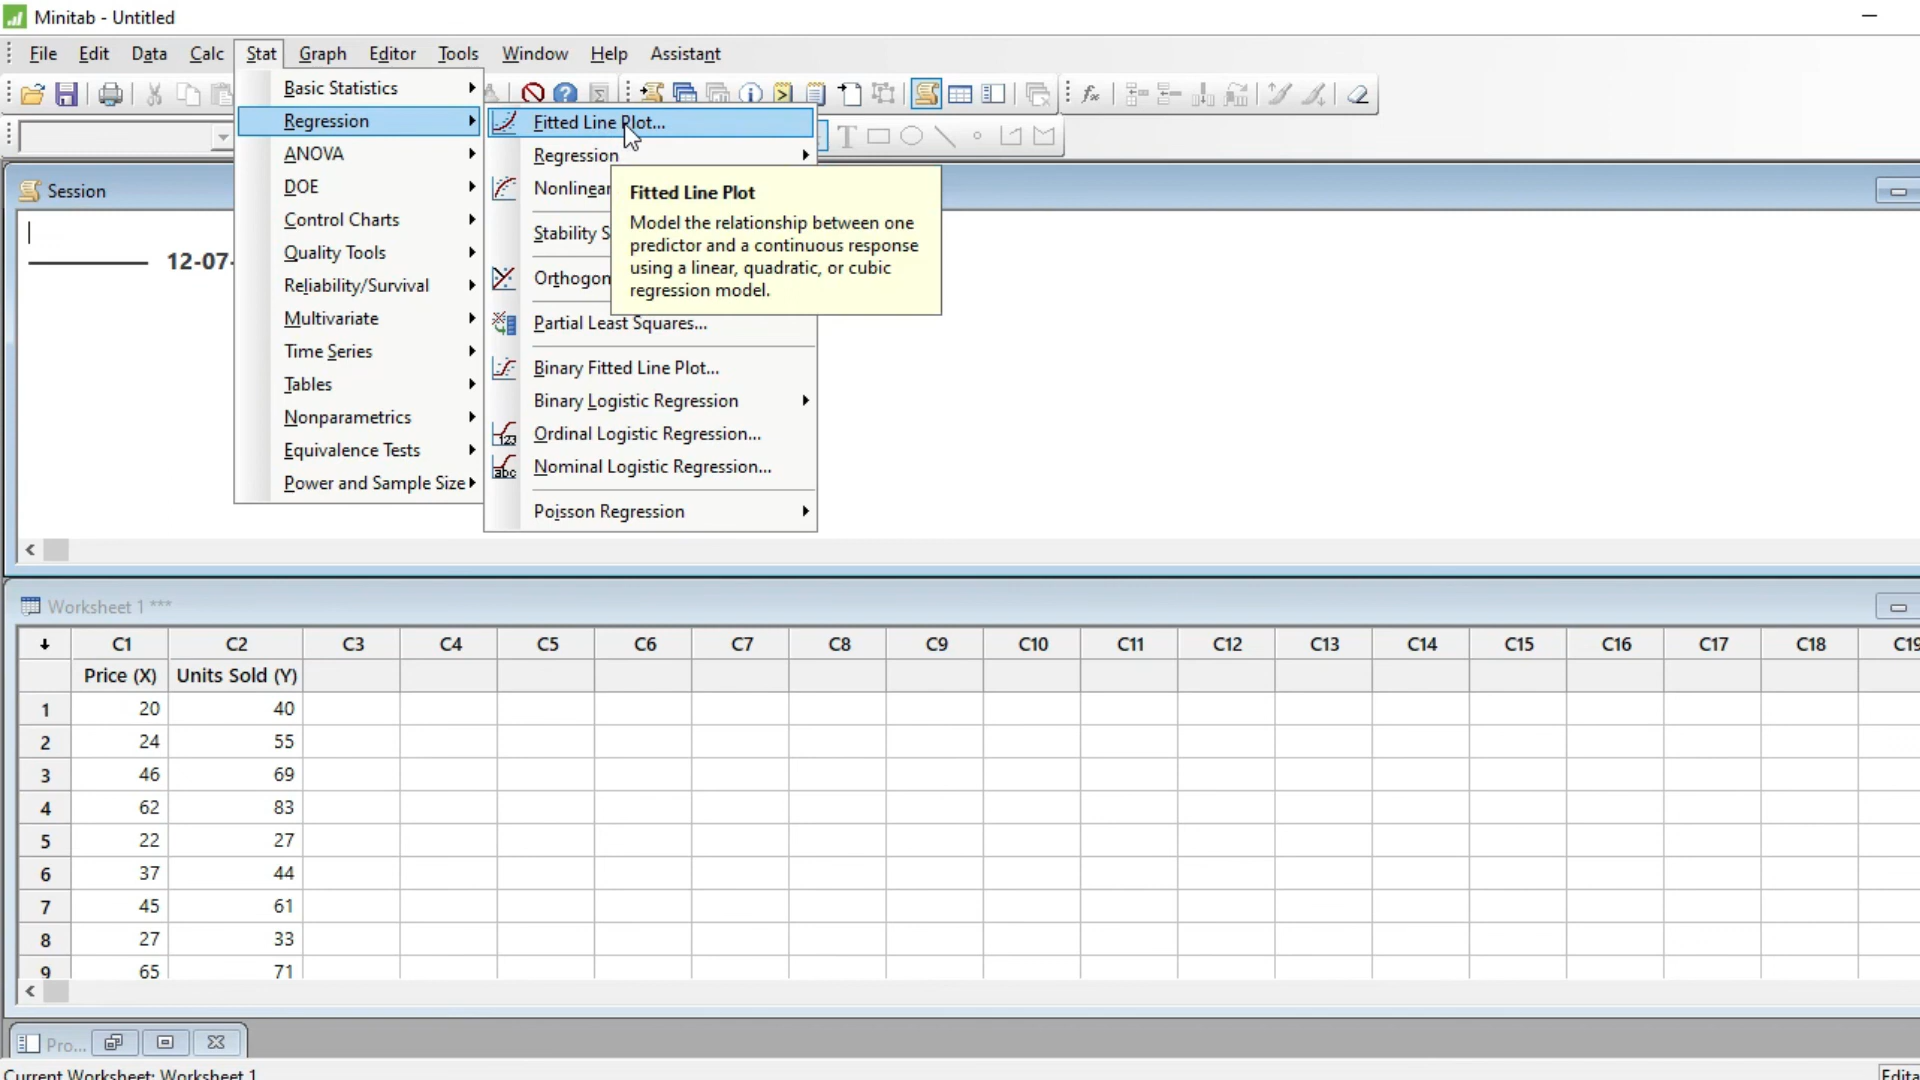 Minitab - Untitled
File Edit Data Calc Stat Graph Editor Tools Window Help Assistant
Basic Statistics
Regression
ANOVA
DOE
Control Charts
Quality Tools
Reliability/Survival
Multivariate
Time Series
Tables
Nonparametrics
Equivalence Tests
Power and Sample Size
Fitted Line Plot...
Regression
Nonlinear
Stability S
Orthogon
Partial Least Squares...
Binary Fitted Line Plot...
Binary Logistic Regression
Ordinal Logistic Regression...
Nominal Logistic Regression...
Poisson Regression
Fitted Line Plot
Model the relationship between one
predictor and a continuous response
using a linear, quadratic, or cubic
regression model.
Session
12-07-
Worksheet 1 ***
C1 C2 C3 C4 C5 C6 C7 C8 C9 C10 C11 C12 C13 C14 C15 C16 C17 C18 C19
Price (X) Units Sold (Y)
1 20 40
2 24 55
3 46 69
4 62 83
5 22 27
6 37 44
7 45 61
8 27 33
9 65 71
Pro...
Current Worksheet: Worksheet 1 Edita